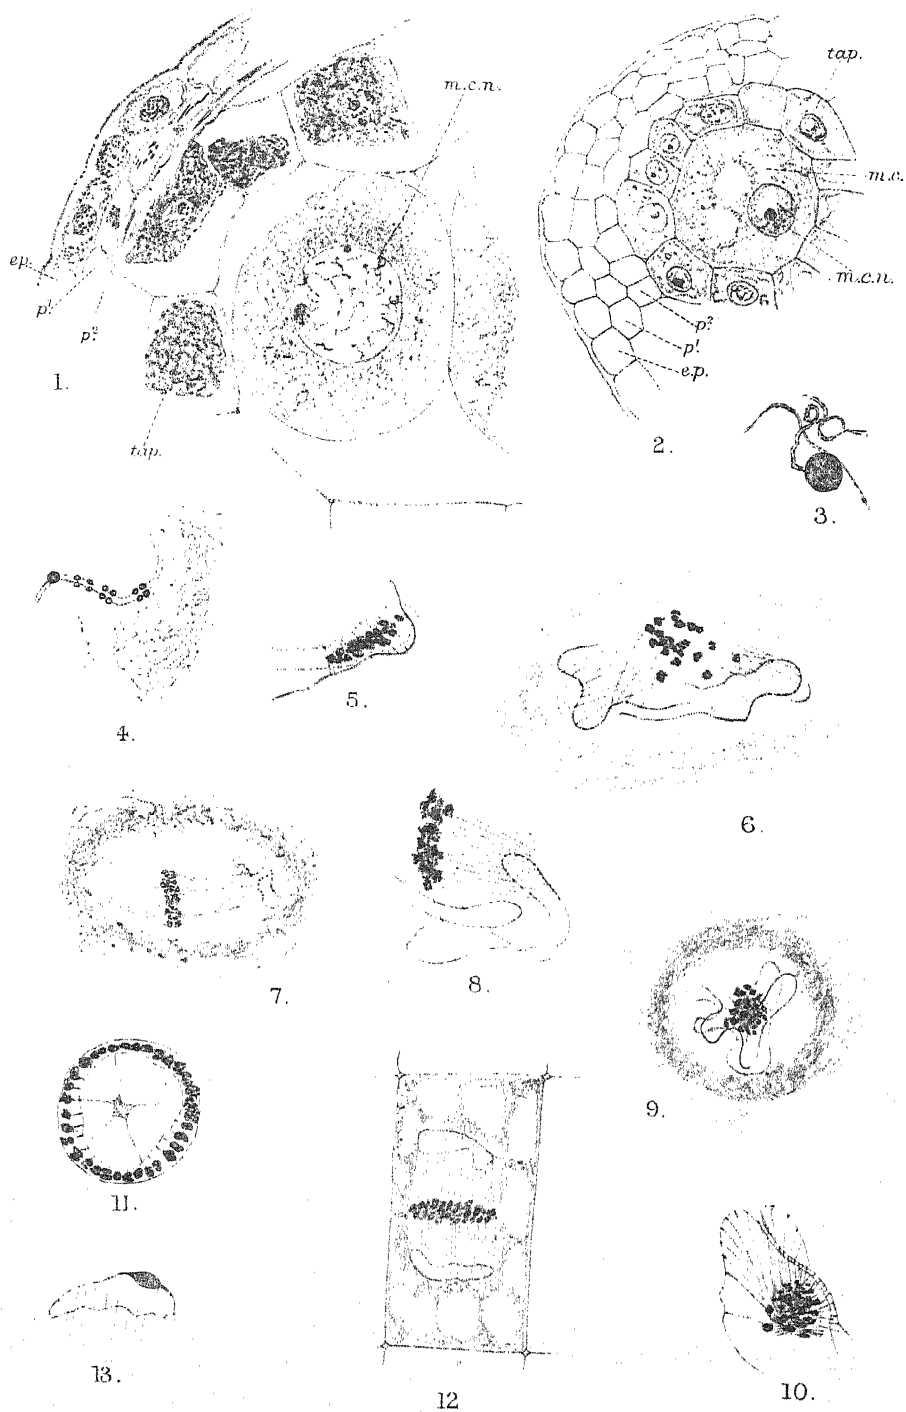 m.c.n.
ep.
p¹.
p².
1.
tap.
tap.
m.c.
m.c.n.
p².
p¹.
e.p.
2.
3.
4.
5.
6.
7.
8.
9.
11.
12
10.
13.